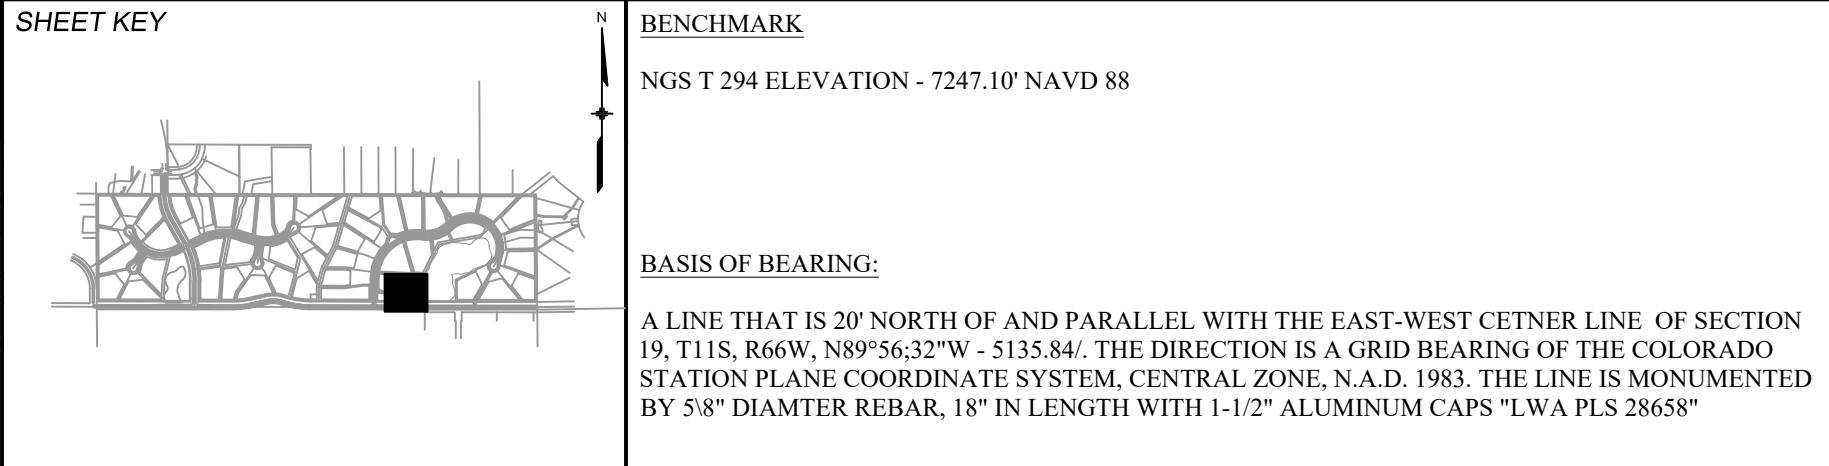 SHEET KEY
N
BENCHMARK
NGS T 294 ELEVATION - 7247.10' NAVD 88
BASIS OF BEARING:
A LINE THAT IS 20' NORTH OF AND PARALLEL WITH THE EAST-WEST CETNER LINE OF SECTION
19, T11S, R66W, N89°56;32"W - 5135.84/. THE DIRECTION IS A GRID BEARING OF THE COLORADO
STATION PLANE COORDINATE SYSTEM, CENTRAL ZONE, N.A.D. 1983. THE LINE IS MONUMENTED
BY 5\8" DIAMTER REBAR, 18" IN LENGTH WITH 1-1/2" ALUMINUM CAPS "LWA PLS 28658"